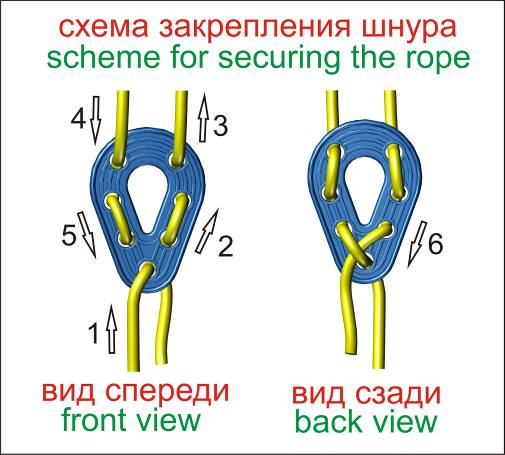 схема закрепления шнура
scheme for securing the rope
4
3
5
2
6
1
вид спереди
front view
вид сзади
back view